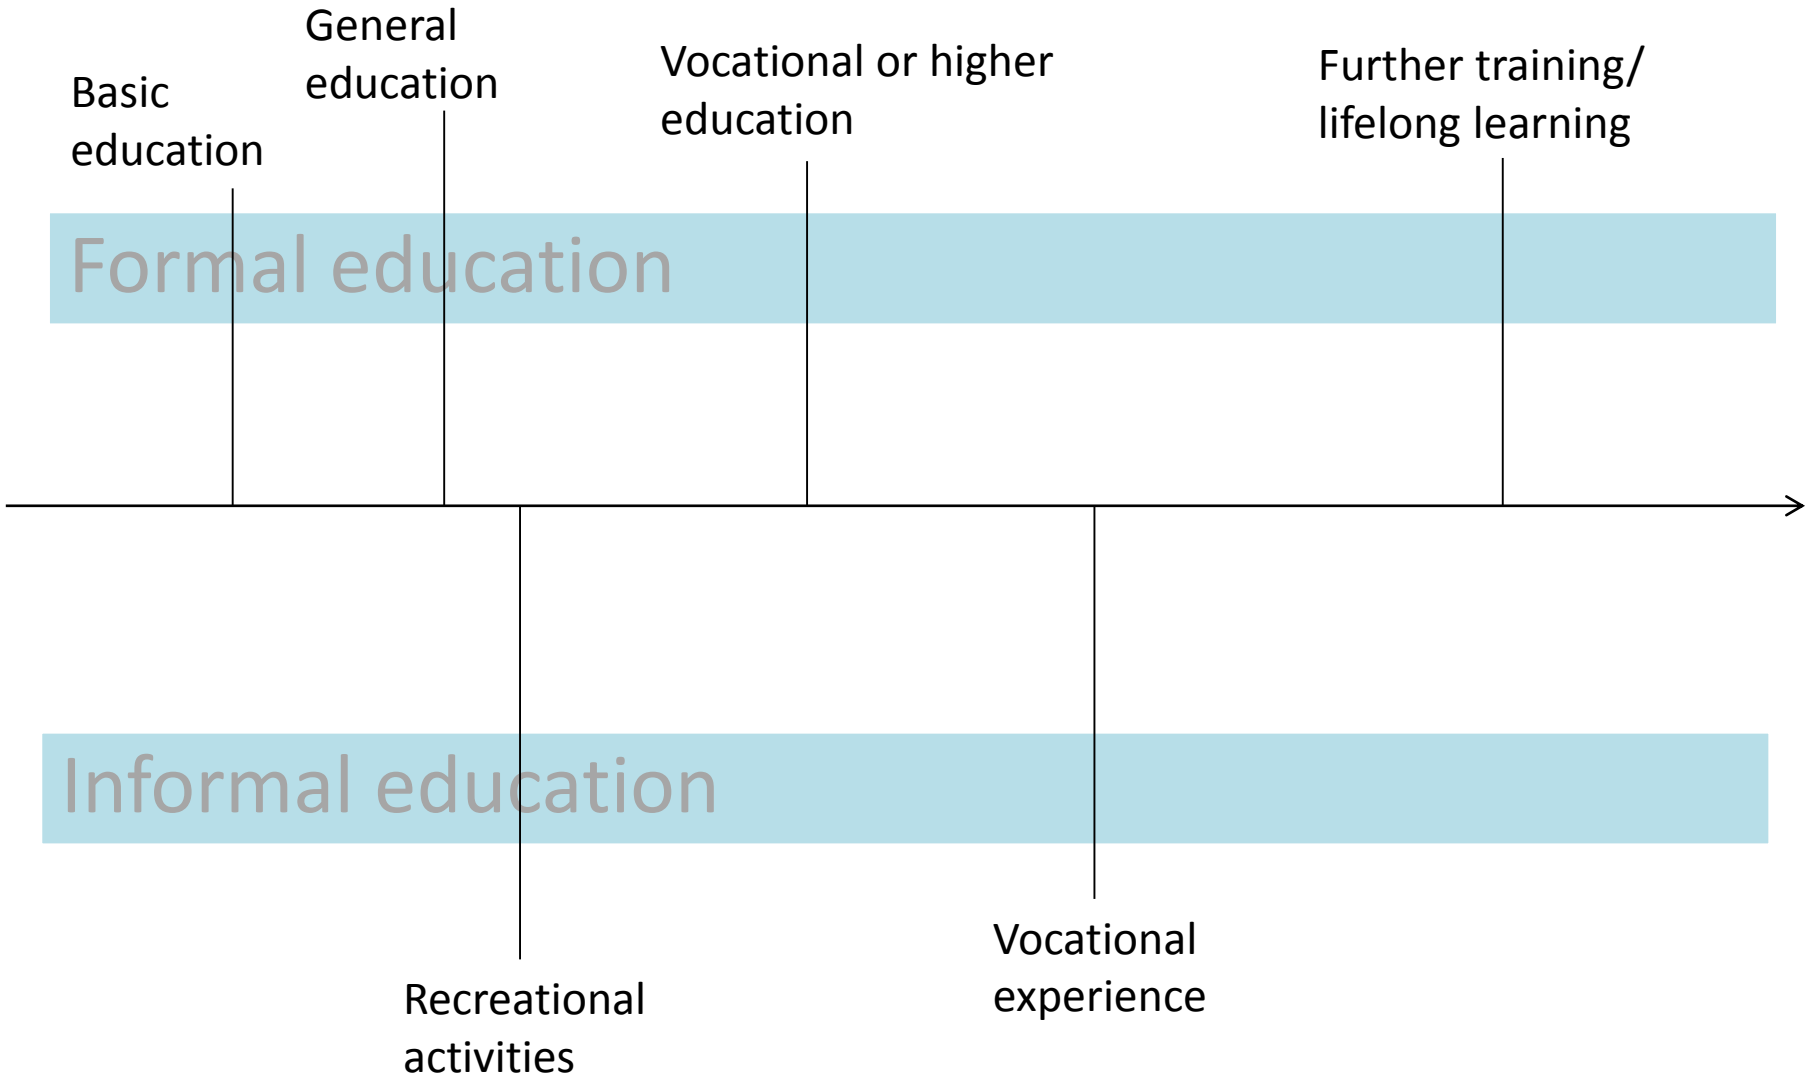 General
education
Basic
education
Vocational or higher
education
Further training/
lifelong learning
Formal education
Informal education
Recreational
activities
Vocational
experience